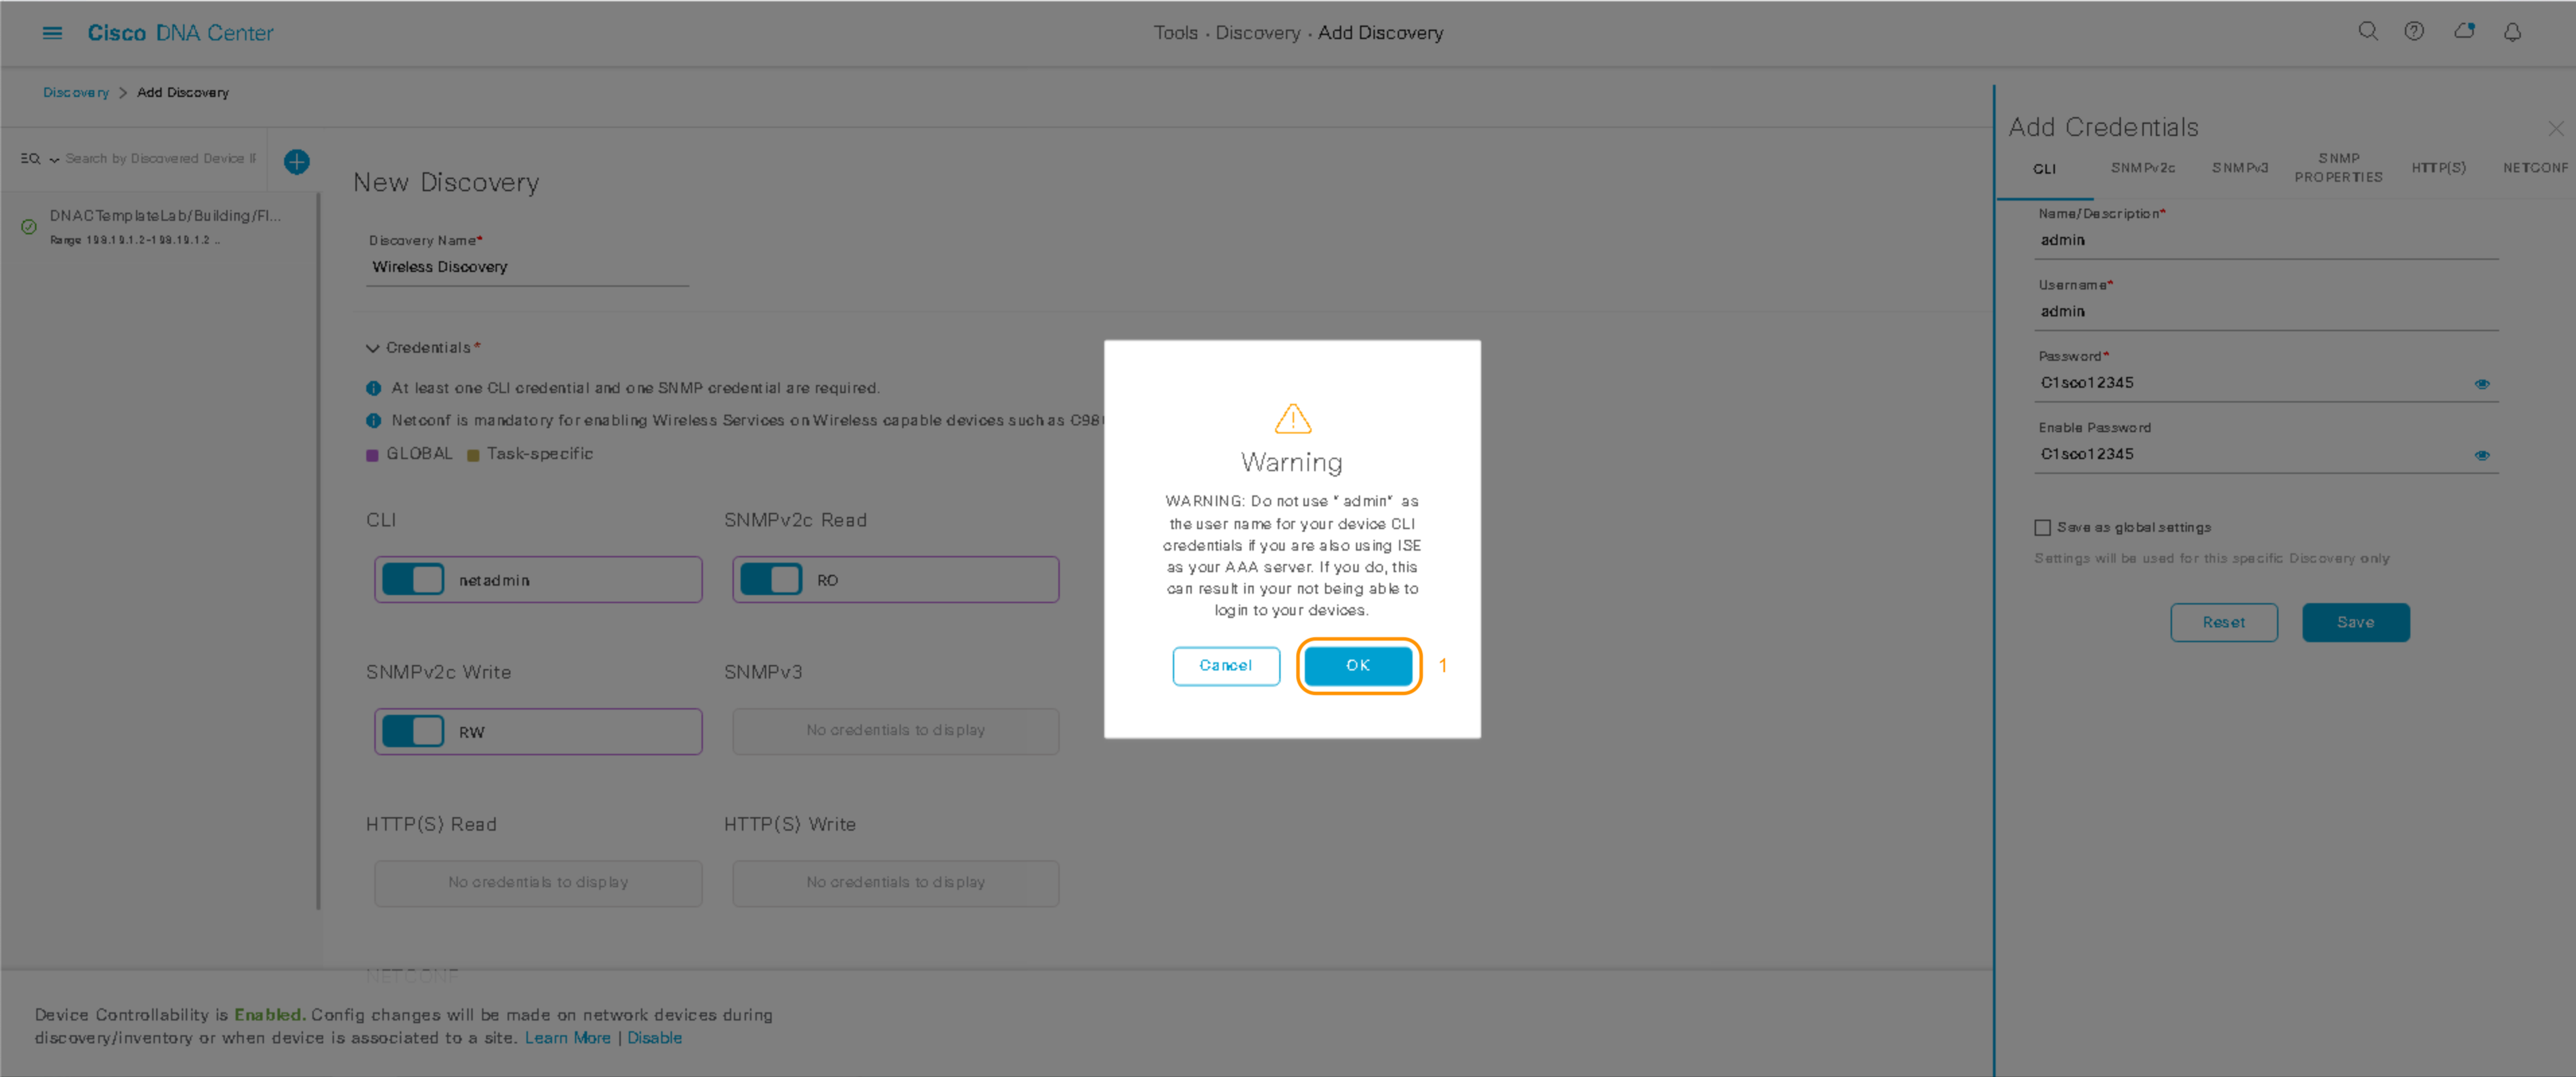 Cisco DNA Center
Tools · Discovery · Add Discovery
Discovery > Add Discovery
Search by Discovered Device IP
DNACTemplateLab/Building/Fl...
Range: 198.19.1.2-198.19.1.2 ..
New Discovery
Discovery Name*
Wireless Discovery
Credentials*
At least one CLI credential and one SNMP credential are required.
Netconf is mandatory for enabling Wireless Services on Wireless capable devices such as C98
GLOBAL Task-specific
CLI
SNMPv2c Read
netadmin
RO
SNMPv2c Write
SNMPv3
RW
No credentials to display
HTTP(S) Read
HTTP(S) Write
No credentials to display
No credentials to display
NETCONF
Device Controllability is Enabled. Config changes will be made on network devices during
discovery/inventory or when device is associated to a site. Learn More | Disable
Warning
WARNING: Do not use "admin" as
the user name for your device CLI
credentials if you are also using ISE
as your AAA server. If you do, this
can result in your not being able to
login to your devices.
Cancel
OK
1
Add Credentials
CLI
SNMPv2c
SNMPv3
SNMP
PROPERTIES
HTTP(S)
NETCONF
Name/Description*
admin
Username*
admin
Password*
C1sco12345
Enable Password
C1sco12345
Save as global settings
Settings will be used for this specific Discovery only
Reset
Save